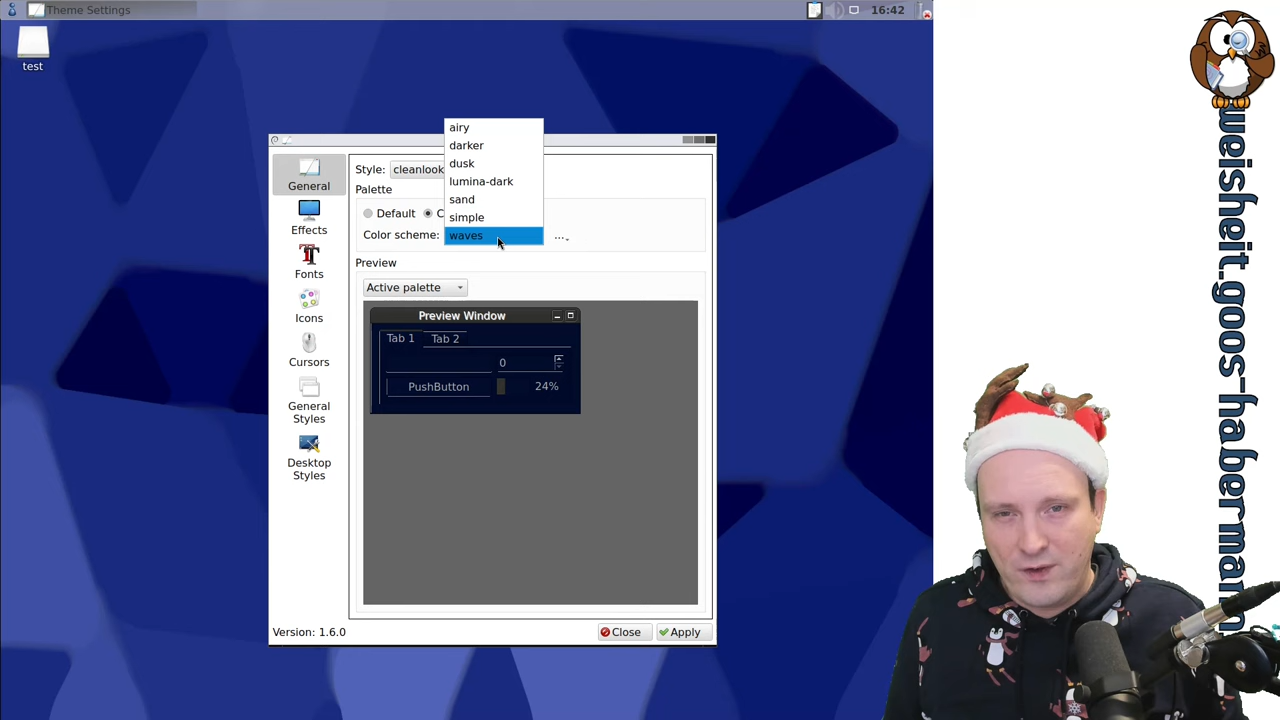 Theme Settings
16:42
test
airy
darker
dusk
lumina-dark
sand
simple
waves
General
Effects
Fonts
Icons
Cursors
General
Styles
Desktop
Styles
Style: cleanlook
Palette
Default C
Color scheme:
...
Preview
Active palette
Preview Window
Tab 1 Tab 2
0
PushButton 24%
Version: 1.6.0
Close Apply
weisheit.goos-haberman